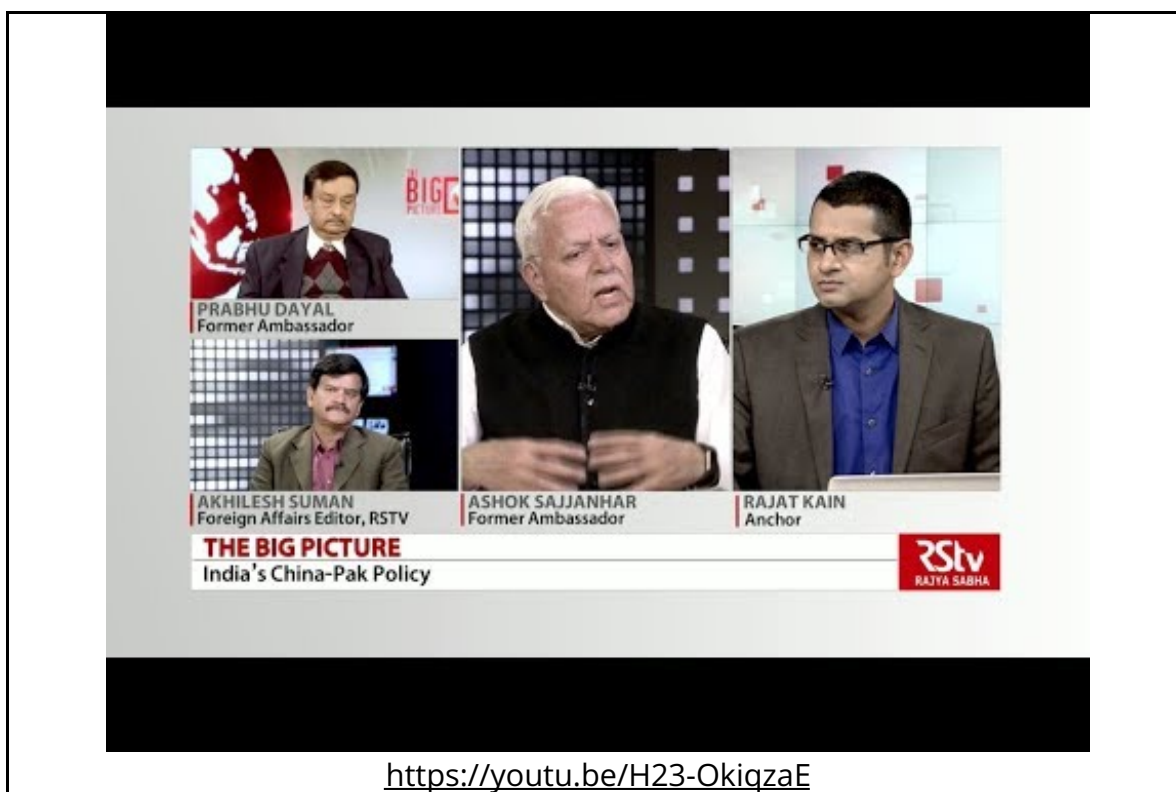 THE
BIG
PICTURE
PRABHU DAYAL
Former Ambassador
AKHILESH SUMAN
Foreign Affairs Editor, RSTV
ASHOK SAJJANHAR
Former Ambassador
RAJAT KAIN
Anchor
THE BIG PICTURE
India's China-Pak Policy
RStv
RAJYA SABHA
https://youtu.be/H23-OkiqzaE